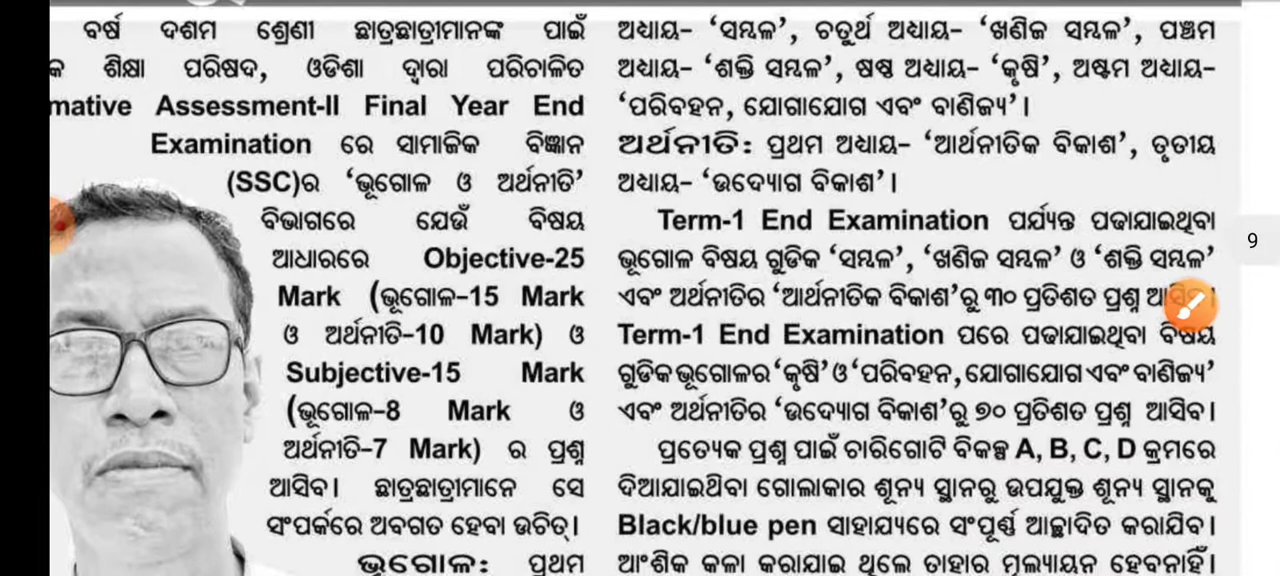 ବର୍ଷ ଦଶମ ଶ୍ରେଣୀ ଛାତ୍ରଛାତ୍ରୀମାନଙ୍କ ପାଇଁ
କ ଶିକ୍ଷା ପରିଷଦ, ଓଡିଶା ଦ୍ୱାରା ପରିଚାଳିତ
mative Assessment-II Final Year End
Examination ରେ ସାମାଜିକ ବିଜ୍ଞାନ
(SSC)ର ‘ଭୂଗୋଳ ଓ ଅର୍ଥନୀତି’
ବିଭାଗରେ ଯେଉଁ ବିଷୟ
ଆଧାରରେ Objective-25
Mark (ଭୂଗୋଳ-15 Mark
ଓ ଅର୍ଥନୀତି-10 Mark) ଓ
Subjective-15 Mark
(ଭୂଗୋଳ-8 Mark ଓ
ଅର୍ଥନୀତି-7 Mark) ର ପ୍ରଶ୍ନ
ଆସିବ। ଛାତ୍ରଛାତ୍ରୀମାନେ ସେ
ସଂପର୍କରେ ଅବଗତ ହେବା ଉଚିତ୍।
ଭୂଗୋଳ: ପ୍ରଥମ
ଅଧ୍ୟାୟ- ‘ସମ୍ଭଳ’, ଚତୁର୍ଥ ଅଧ୍ୟାୟ- ‘ଖଣିଜ ସମ୍ଭଳ’, ପଞ୍ଚମ
ଅଧ୍ୟାୟ- ‘ଶକ୍ତି ସମ୍ଭଳ’, ଷଷ୍ଠ ଅଧ୍ୟାୟ- ‘କୃଷି’, ଅଷ୍ଟମ ଅଧ୍ୟାୟ-
‘ପରିବହନ, ଯୋଗାଯୋଗ ଏବଂ ବାଣିଜ୍ୟ’।
ଅର୍ଥନୀତି: ପ୍ରଥମ ଅଧ୍ୟାୟ- ‘ଆର୍ଥନୀତିକ ବିକାଶ’, ତୃତୀୟ
ଅଧ୍ୟାୟ- ‘ଉଦ୍ୟୋଗ ବିକାଶ’।
Term-1 End Examination ପର୍ଯ୍ୟନ୍ତ ପଢାଯାଇଥିବା
ଭୂଗୋଳ ବିଷୟ ଗୁଡିକ ‘ସମ୍ଭଳ’, ‘ଖଣିଜ ସମ୍ଭଳ’ ଓ ‘ଶକ୍ତି ସମ୍ଭଳ’
ଏବଂ ଅର୍ଥନୀତିର ‘ଆର୍ଥନୀତିକ ବିକାଶ’ରୁ ୩୦ ପ୍ରତିଶତ ପ୍ରଶ୍ନ
Term-1 End Examination ପରେ ପଢାଯାଇଥିବା ବିଷୟ
ଗୁଡିକ ଭୂଗୋଳର ‘କୃଷି’ ଓ ‘ପରିବହନ, ଯୋଗାଯୋଗ ଏବଂ ବାଣିଜ୍ୟ’
ଏବଂ ଅର୍ଥନୀତିର ‘ଉଦ୍ୟୋଗ ବିକାଶ’ରୁ ୭୦ ପ୍ରତିଶତ ପ୍ରଶ୍ନ ଆସିବ।
ପ୍ରତ୍ୟେକ ପ୍ରଶ୍ନ ପାଇଁ ଚାରିଗୋଟି ବିକଳ୍ପ A, B, C, D କ୍ରମରେ
ଦିଆଯାଇଥିବା ଗୋଲାକାର ଶୂନ୍ୟ ସ୍ଥାନରୁ ଉପଯୁକ୍ତ ଶୂନ୍ୟ ସ୍ଥାନକୁ
Black/blue pen ସାହାଯ୍ୟରେ ସଂପୂର୍ଣ୍ଣ ଆଚ୍ଛାଦିତ କରାଯିବ।
ଆଂଶିକ କଳା କରାଯାଇ ଥିଲେ ତାହାର ମୂଲ୍ୟାୟନ ହେବନାହିଁ।
9